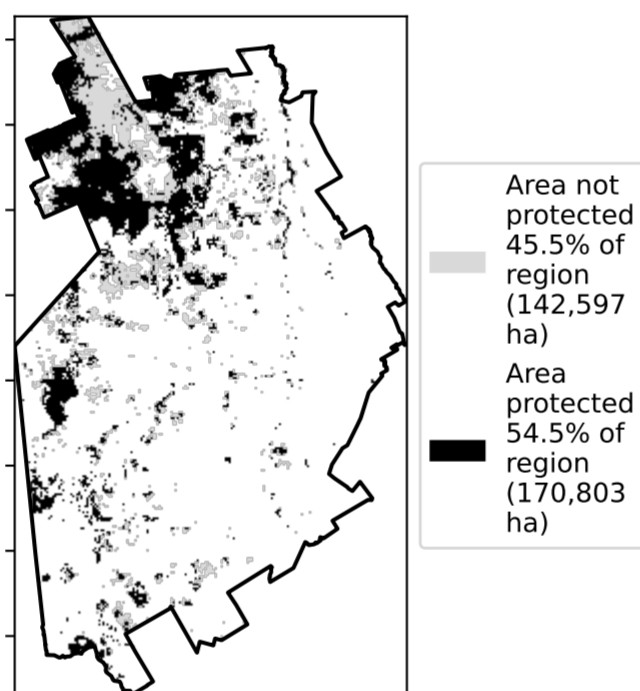 Area not
protected
45.5% of
region
(142,597
ha)
Area
protected
54.5% of
region
(170,803
ha)